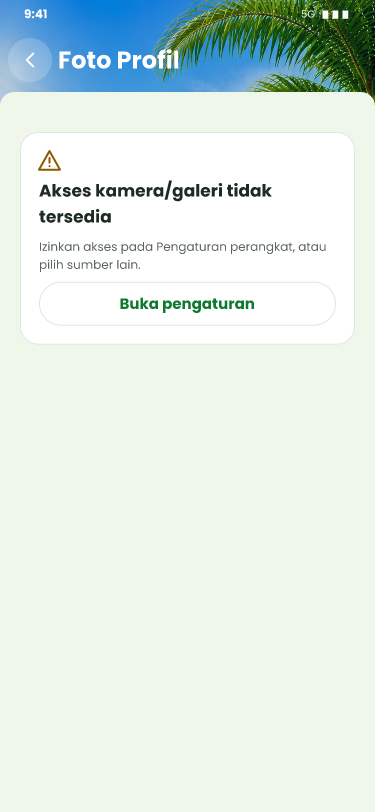 9:41
5G
Foto Profil
Akses kamera/galeri tidak
tersedia
Izinkan akses pada Pengaturan perangkat, atau
pilih sumber lain.
Buka pengaturan